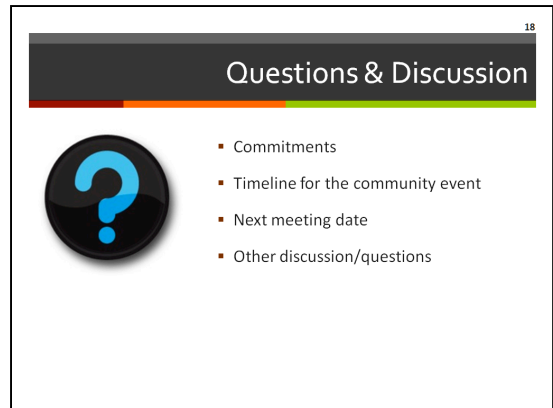 18
Questions & Discussion
▪ Commitments
▪ Timeline for the community event
▪ Next meeting date
▪ Other discussion/questions